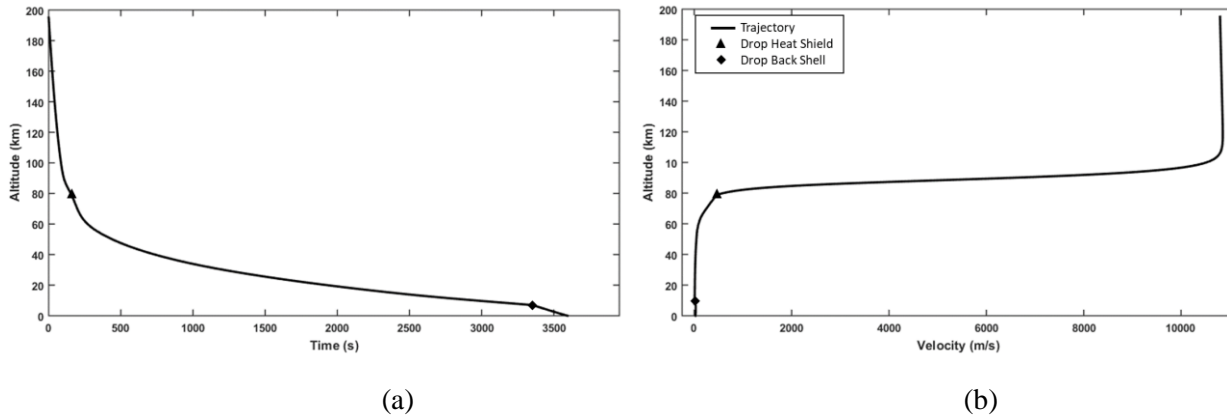 200
180
160
140
120
100
80
60
40
20
0
Altitude (km)
0 500 1000 1500 2000 2500 3000 3500
Time (s)
(a)
200
180
160
140
120
10
80
60
40
20
0
Altitude (km)
Trajectory
Drop Heat Shield
Drop Back Shell
0 2000 4000 6000 8000 10000
Velocity (m/s)
(b)